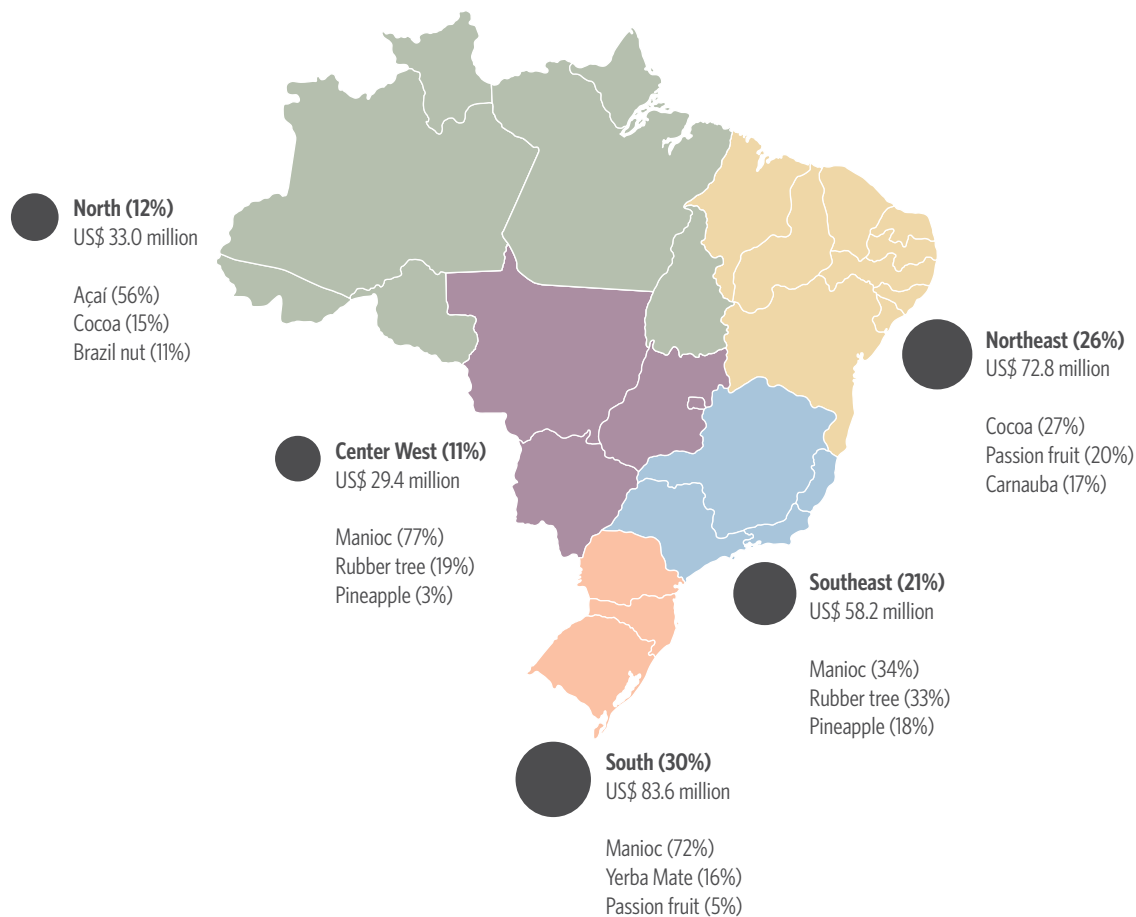 North (12%)
US$ 33.0 million
Açaí (56%)
Cocoa (15%)
Brazil nut (11%)
Northeast (26%)
US$ 72.8 million
Cocoa (27%)
Passion fruit (20%)
Carnauba (17%)
Center West (11%)
US$ 29.4 million
Manioc (77%)
Rubber tree (19%)
Pineapple (3%)
Southeast (21%)
US$ 58.2 million
Manioc (34%)
Rubber tree (33%)
Pineapple (18%)
South (30%)
US$ 83.6 million
Manioc (72%)
Yerba Mate (16%)
Passion fruit (5%)